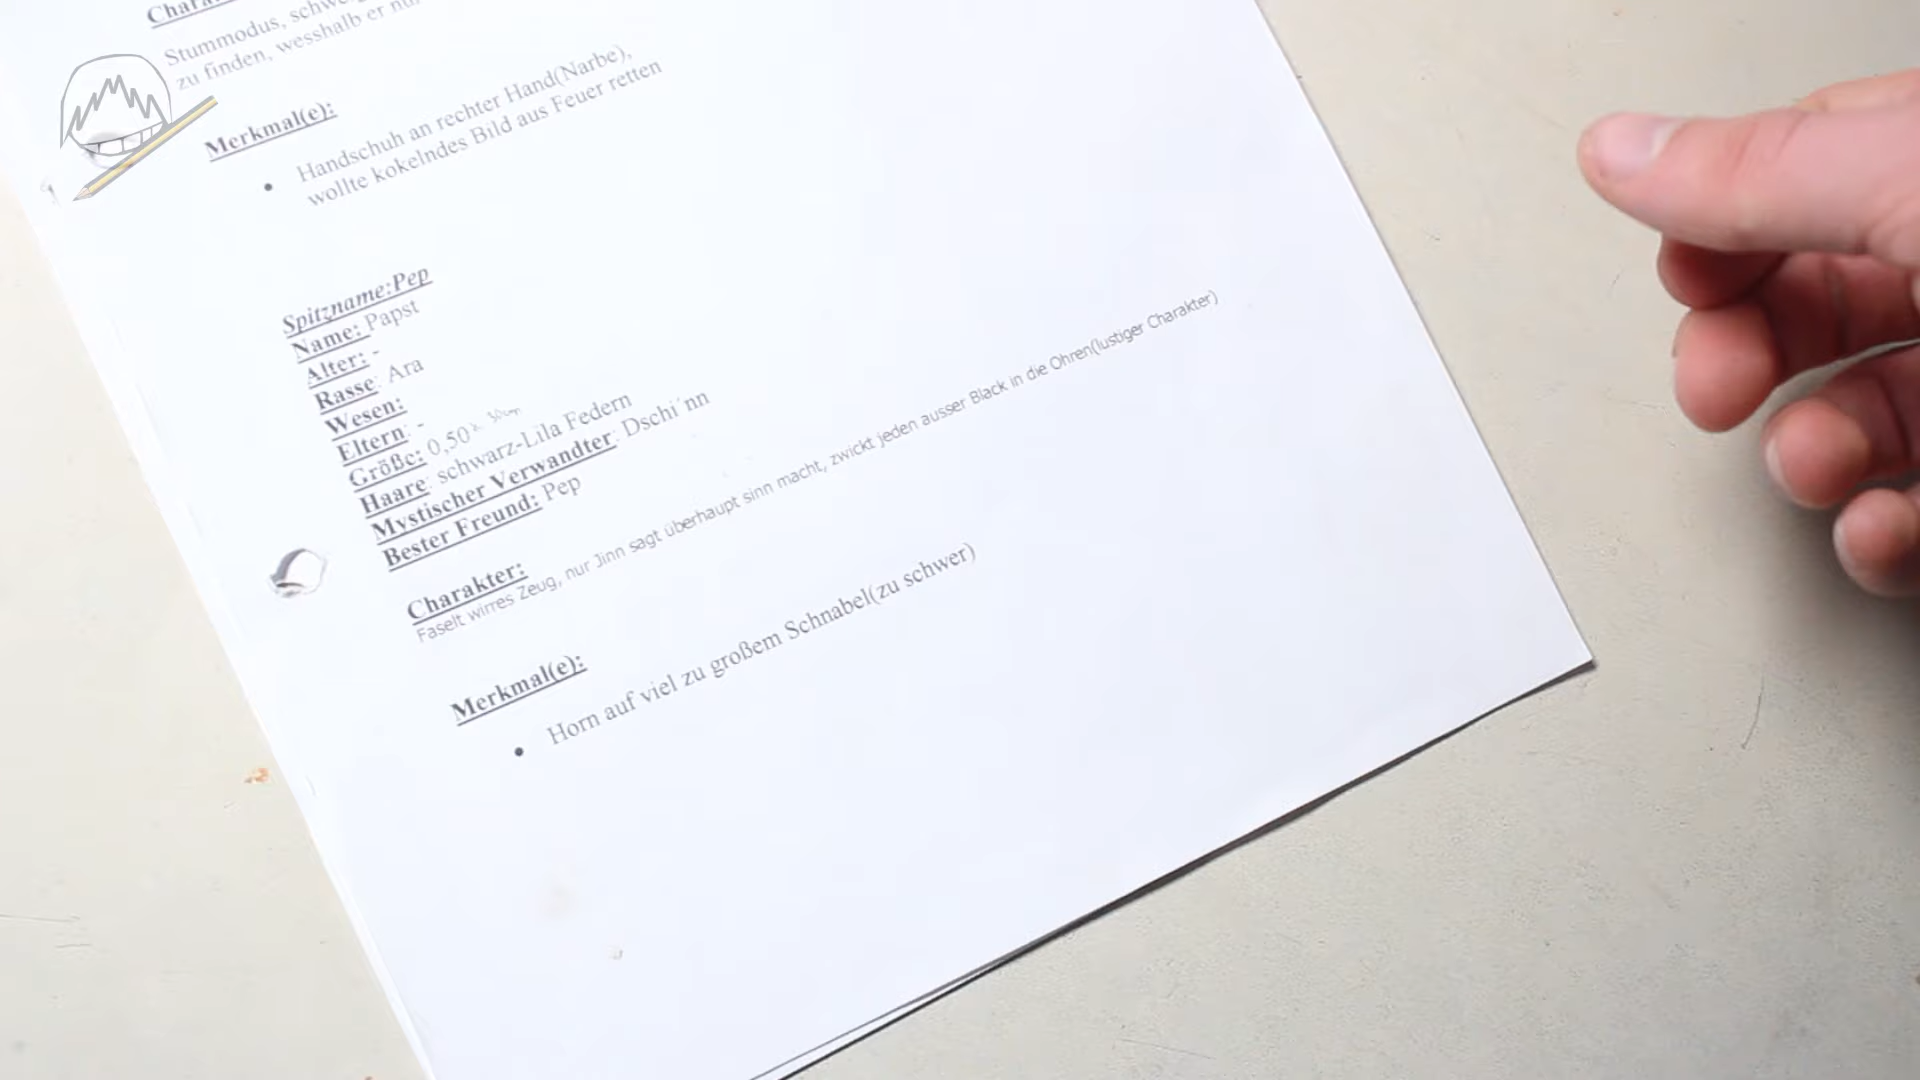 Stummodus,
zu finden, wesshalb er nur
Merkmal(e):
• Handschuh an rechter Hand(Narbe),
wollte kokelndes Bild aus Feuer retten
Spitzname:Pep
Name: Papst
Alter: -
Rasse: Ara
Wesen:
Eltern: -
Größe: 0,50 30cm
Haare: schwarz-Lila Federn
Mystischer Verwandter: Dschi´nn
Bester Freund: Pep
Charakter:
Faselt wirres Zeug, nur Jinn sagt überhaupt sinn macht, zwickt jeden ausser Black in die Ohren(lustiger Charakter)
Merkmal(e):
• Horn auf viel zu großem Schnabel(zu schwer)